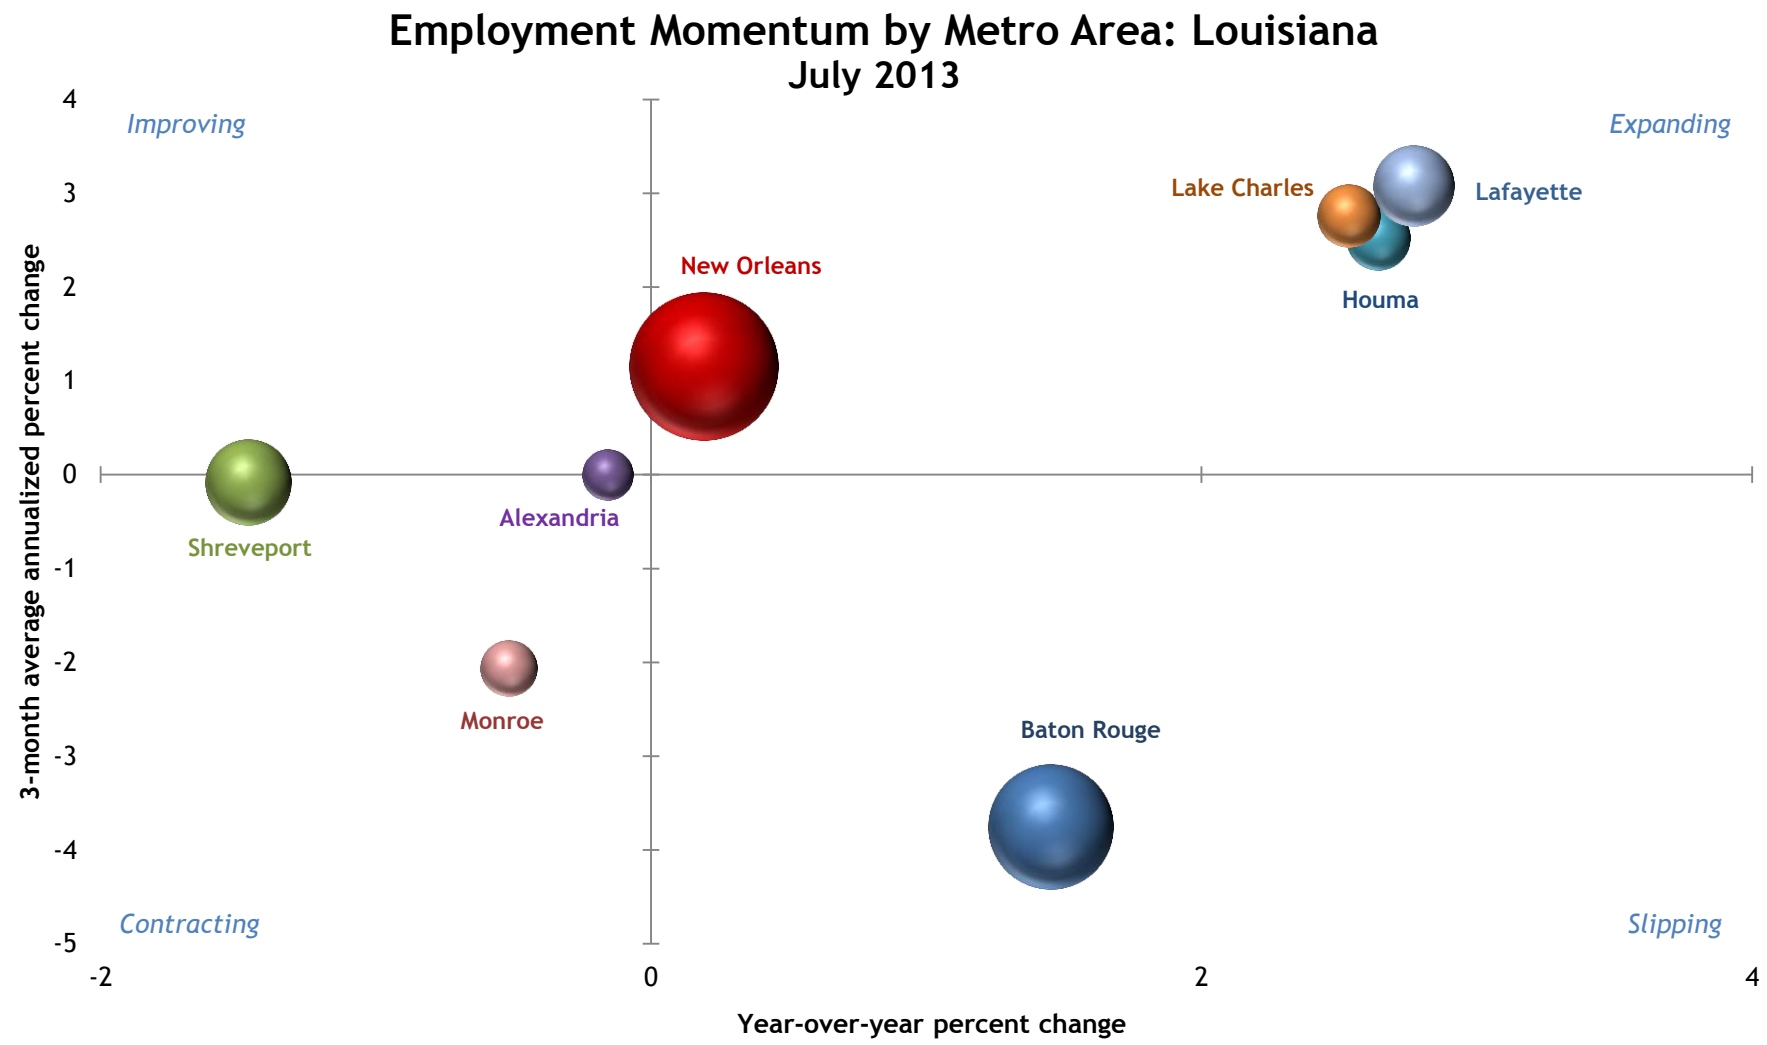 Employment Momentum by Metro Area: Louisiana
July 2013
4
Improving
Expanding
3
Lake Charles
Lafayette
New Orleans
2
Houma
1
0
Alexandria
Shreveport
-1
-2
Monroe
Baton Rouge
-3
-4
Contracting
Slipping
-5
-2
0
2
4
3-month average annualized percent change
Year-over-year percent change